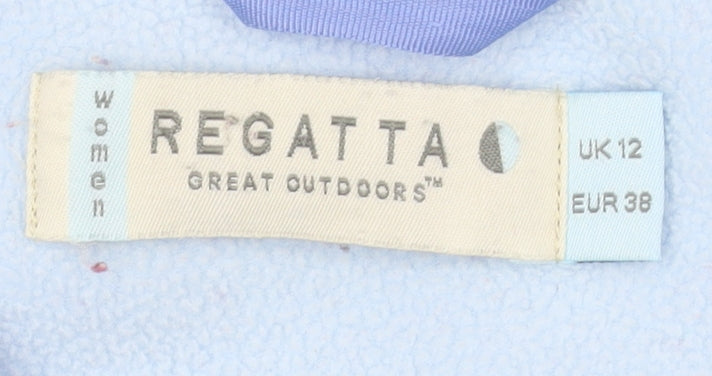 Women
REGATTA
GREAT OUTDOORS™
UK 12
EUR 38